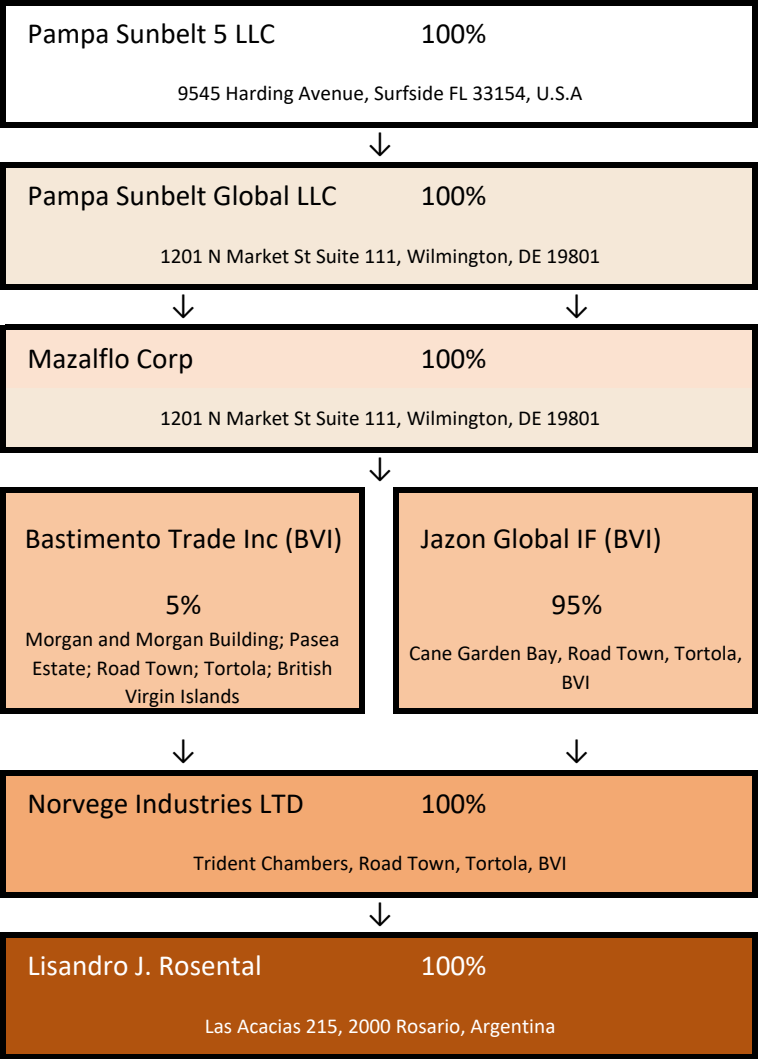 Pampa Sunbelt 5 LLC 100%
9545 Harding Avenue, Surfside FL 33154, U.S.A
↓
Pampa Sunbelt Global LLC 100%
1201 N Market St Suite 111, Wilmington, DE 19801
↓ ↓
Mazalflo Corp 100%
1201 N Market St Suite 111, Wilmington, DE 19801
↓
Bastimento Trade Inc (BVI)
5%
Morgan and Morgan Building; Pasea
Estate; Road Town; Tortola; British
Virgin Islands
Jazon Global IF (BVI)
95%
Cane Garden Bay, Road Town, Tortola,
BVI
↓ ↓
Norvege Industries LTD 100%
Trident Chambers, Road Town, Tortola, BVI
↓
Lisandro J. Rosental 100%
Las Acacias 215, 2000 Rosario, Argentina